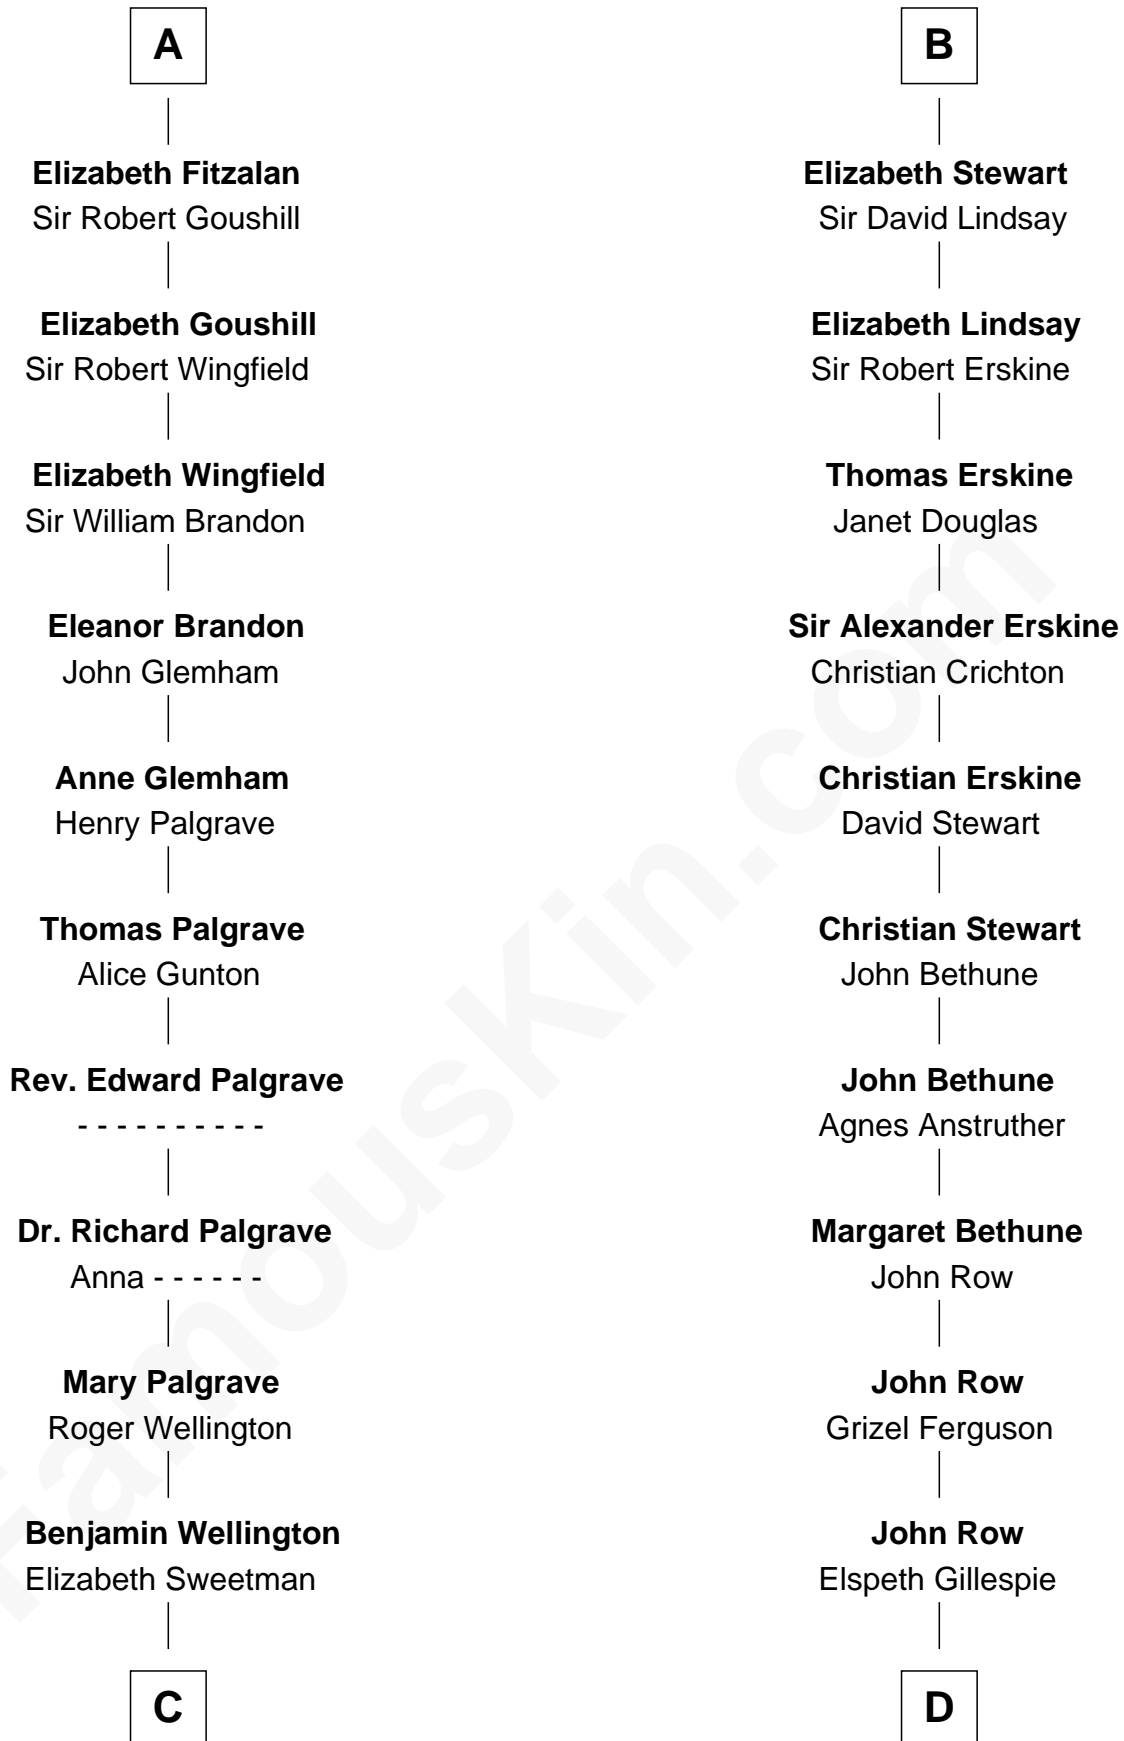 A
Elizabeth Fitzalan
Sir Robert Goushill
Elizabeth Goushill
Sir Robert Wingfield
Elizabeth Wingfield
Sir William Brandon
Eleanor Brandon
John Glemham
Anne Glemham
Henry Palgrave
Thomas Palgrave
Alice Gunton
Rev. Edward Palgrave
- - - - - - - - - -
Dr. Richard Palgrave
Anna - - - - - -
Mary Palgrave
Roger Wellington
Benjamin Wellington
Elizabeth Sweetman
C
B
Elizabeth Stewart
Sir David Lindsay
Elizabeth Lindsay
Sir Robert Erskine
Thomas Erskine
Janet Douglas
Sir Alexander Erskine
Christian Crichton
Christian Erskine
David Stewart
Christian Stewart
John Bethune
John Bethune
Agnes Anstruther
Margaret Bethune
John Row
John Row
Grizel Ferguson
John Row
Elspeth Gillespie
D
FamousKin.com